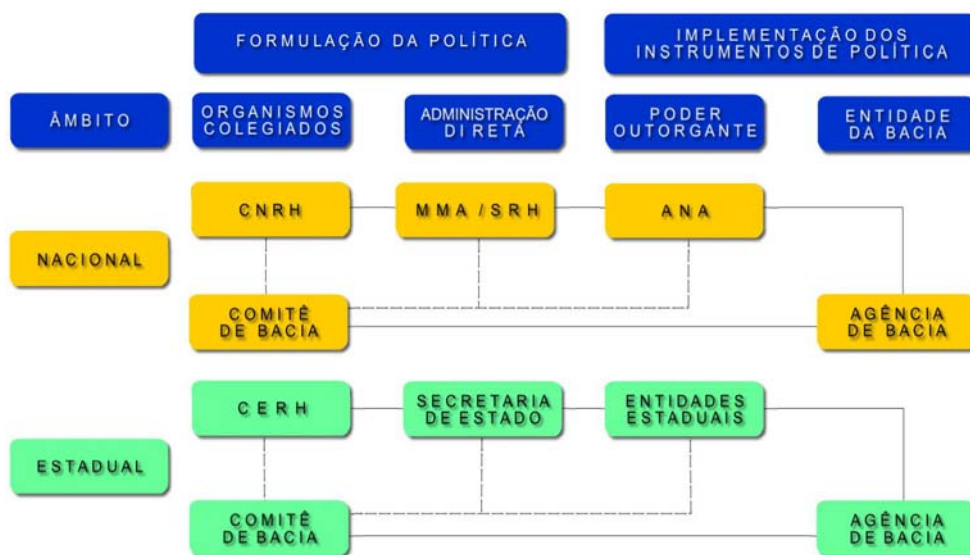 FORMULAÇÃO DA POLÍTICA
IMPLEMENTAÇÃO DOS
INSTRUMENTOS DE POLÍTICA
ÂMBITO
ORGANISMOS
COLEGIADOS
ADMINISTRAÇÃO
DIRETA
PODER
OUTORGANTE
ENTIDADE
DA BACIA
NACIONAL
CNRH
MMA / SRH
ANA
COMITÊ
DE BACIA
AGÊNCIA
DE BACIA
ESTADUAL
CERH
SECRETARIA
DE ESTADO
ENTIDADES
ESTADUAIS
COMITÊ
DE BACIA
AGÊNCIA
DE BACIA